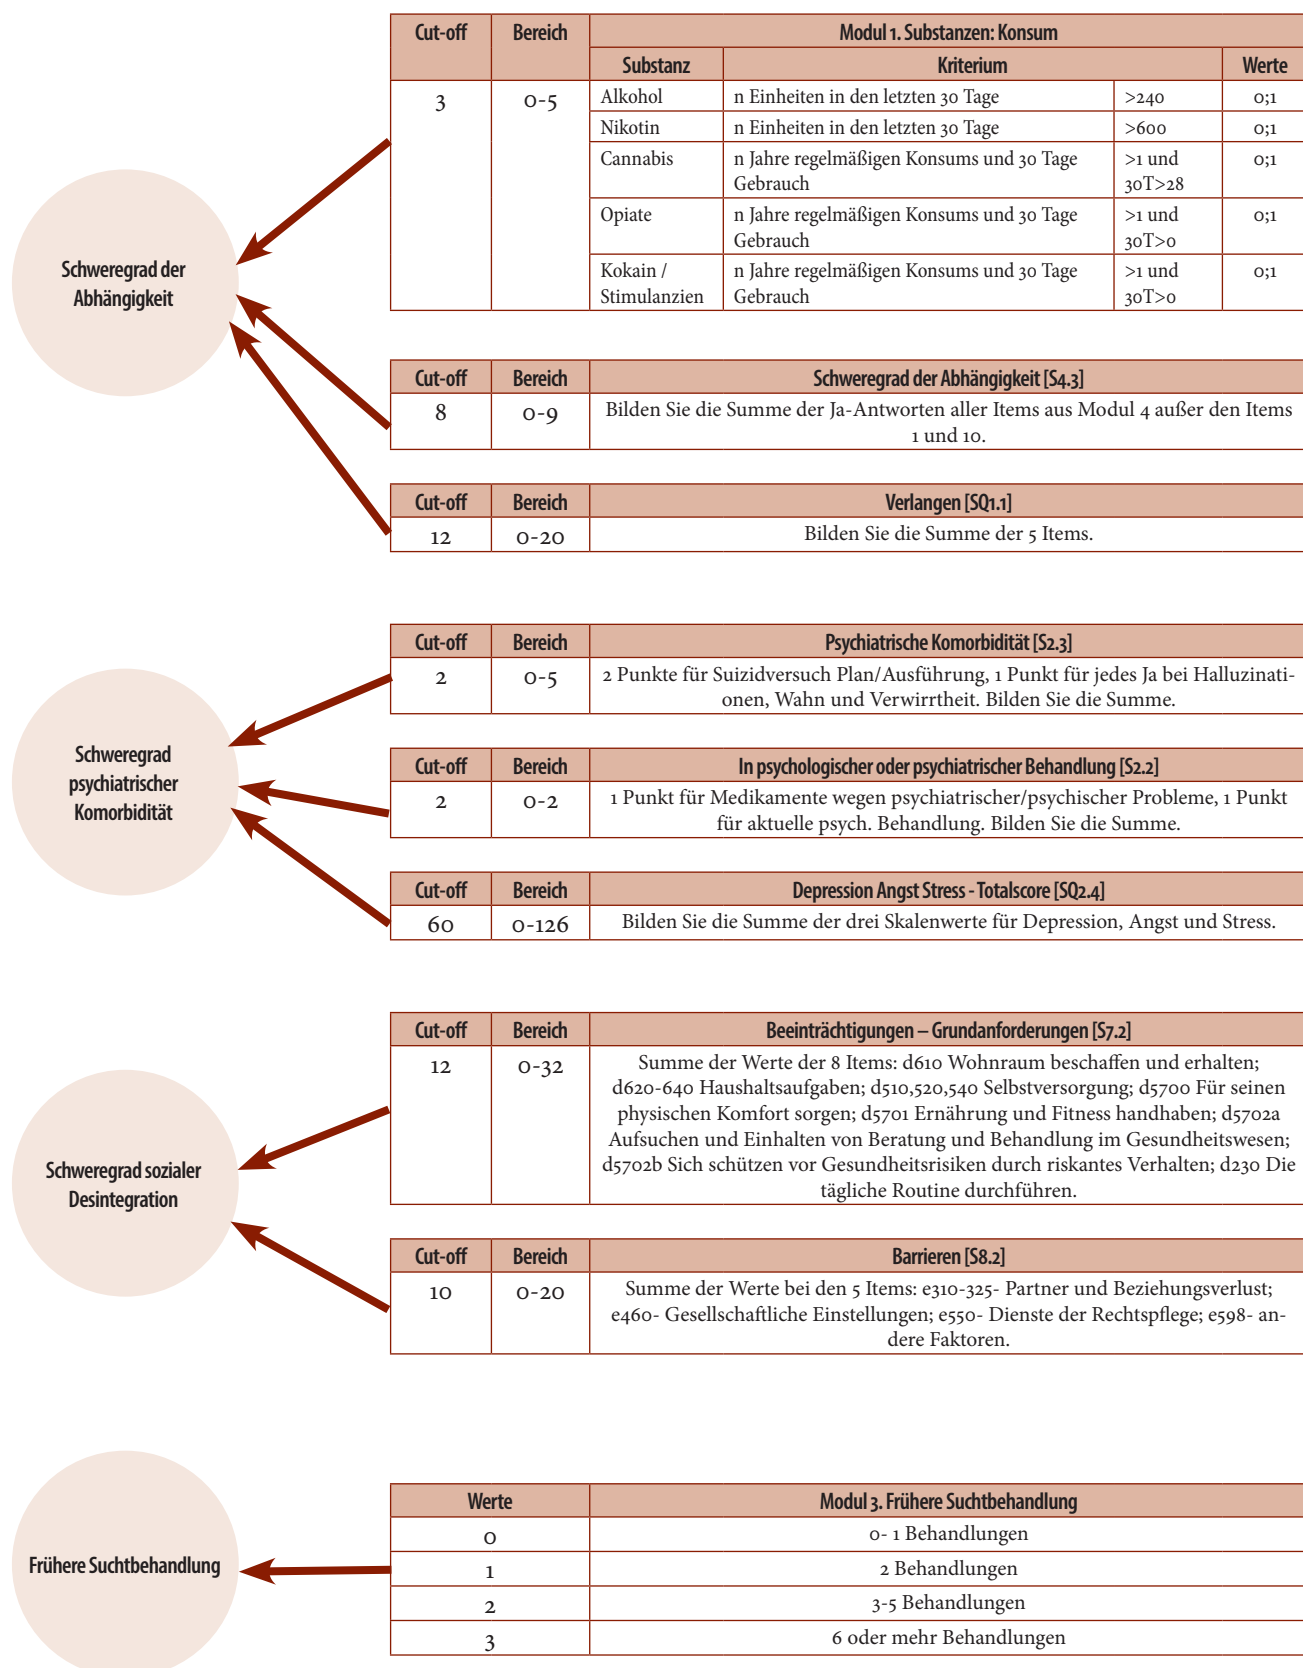 Cut-off Bereich Modul 1. Substanzen: Konsum
Substanz Kriterium Werte
3 0-5 Alkohol n Einheiten in den letzten 30 Tage >240 0;1
Nikotin n Einheiten in den letzten 30 Tage >600 0;1
Cannabis n Jahre regelmäßigen Konsums und 30 Tage >1 und 0;1
Gebrauch 30T>28
Opiate n Jahre regelmäßigen Konsums und 30 Tage >1 und 0;1
Gebrauch 30T>0
Kokain / n Jahre regelmäßigen Konsums und 30 Tage >1 und 0;1
Stimulanzien Gebrauch 30T>0
Schweregrad der
Abhängigkeit
Cut-off Bereich Schweregrad der Abhängigkeit [S4.3]
8 0-9 Bilden Sie die Summe der Ja-Antworten aller Items aus Modul 4 außer den Items
1 und 10.
Cut-off Bereich Verlangen [SQ1.1]
12 0-20 Bilden Sie die Summe der 5 Items.
Cut-off Bereich Psychiatrische Komorbidität [S2.3]
2 0-5 2 Punkte für Suizidversuch Plan/Ausführung, 1 Punkt für jedes Ja bei Halluzinati-
onen, Wahn und Verwirrtheit. Bilden Sie die Summe.
Schweregrad
psychiatrischer
Komorbidität
Cut-off Bereich In psychologischer oder psychiatrischer Behandlung [S2.2]
2 0-2 1 Punkt für Medikamente wegen psychiatrischer/psychischer Probleme, 1 Punkt
für aktuelle psych. Behandlung. Bilden Sie die Summe.
Cut-off Bereich Depression Angst Stress - Totalscore [SQ2.4]
60 0-126 Bilden Sie die Summe der drei Skalenwerte für Depression, Angst und Stress.
Cut-off Bereich Beeinträchtigungen – Grundanforderungen [S7.2]
12 0-32 Summe der Werte der 8 Items: d610 Wohnraum beschaffen und erhalten;
d620-640 Haushaltsaufgaben; d510,520,540 Selbstversorgung; d5700 Für seinen
physischen Komfort sorgen; d5701 Ernährung und Fitness handhaben; d5702a
Aufsuchen und Einhalten von Beratung und Behandlung im Gesundheitswesen;
d5702b Sich schützen vor Gesundheitsrisiken durch riskantes Verhalten; d230 Die
tägliche Routine durchführen.
Schweregrad sozialer
Desintegration
Cut-off Bereich Barrieren [S8.2]
10 0-20 Summe der Werte bei den 5 Items: e310-325- Partner und Beziehungsverlust;
e460- Gesellschaftliche Einstellungen; e550- Dienste der Rechtspflege; e598- an-
dere Faktoren.
Frühere Suchtbehandlung
Werte Modul 3. Frühere Suchtbehandlung
0 0- 1 Behandlungen
1 2 Behandlungen
2 3-5 Behandlungen
3 6 oder mehr Behandlungen